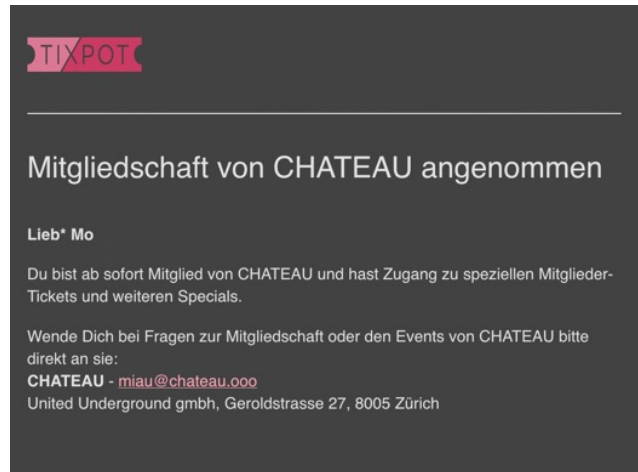 TIXPOT
Mitgliedschaft von CHATEAU angenommen
Lieb* Mo
Du bist ab sofort Mitglied von CHATEAU und hast Zugang zu speziellen Mitglieder-
Tickets und weiteren Specials.
Wende Dich bei Fragen zur Mitgliedschaft oder den Events von CHATEAU bitte
direkt an sie:
CHATEAU - miau@chateau.ooo
United Underground gmbh, Geroldstrasse 27, 8005 Zürich